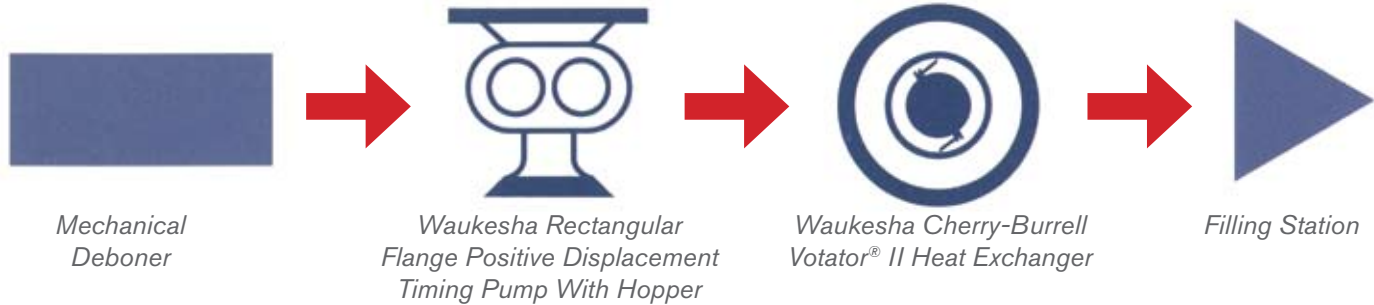 Mechanical
Deboner
Waukesha Rectangular
Flange Positive Displacement
Timing Pump With Hopper
Waukesha Cherry-Burrell
Votator® II Heat Exchanger
Filling Station